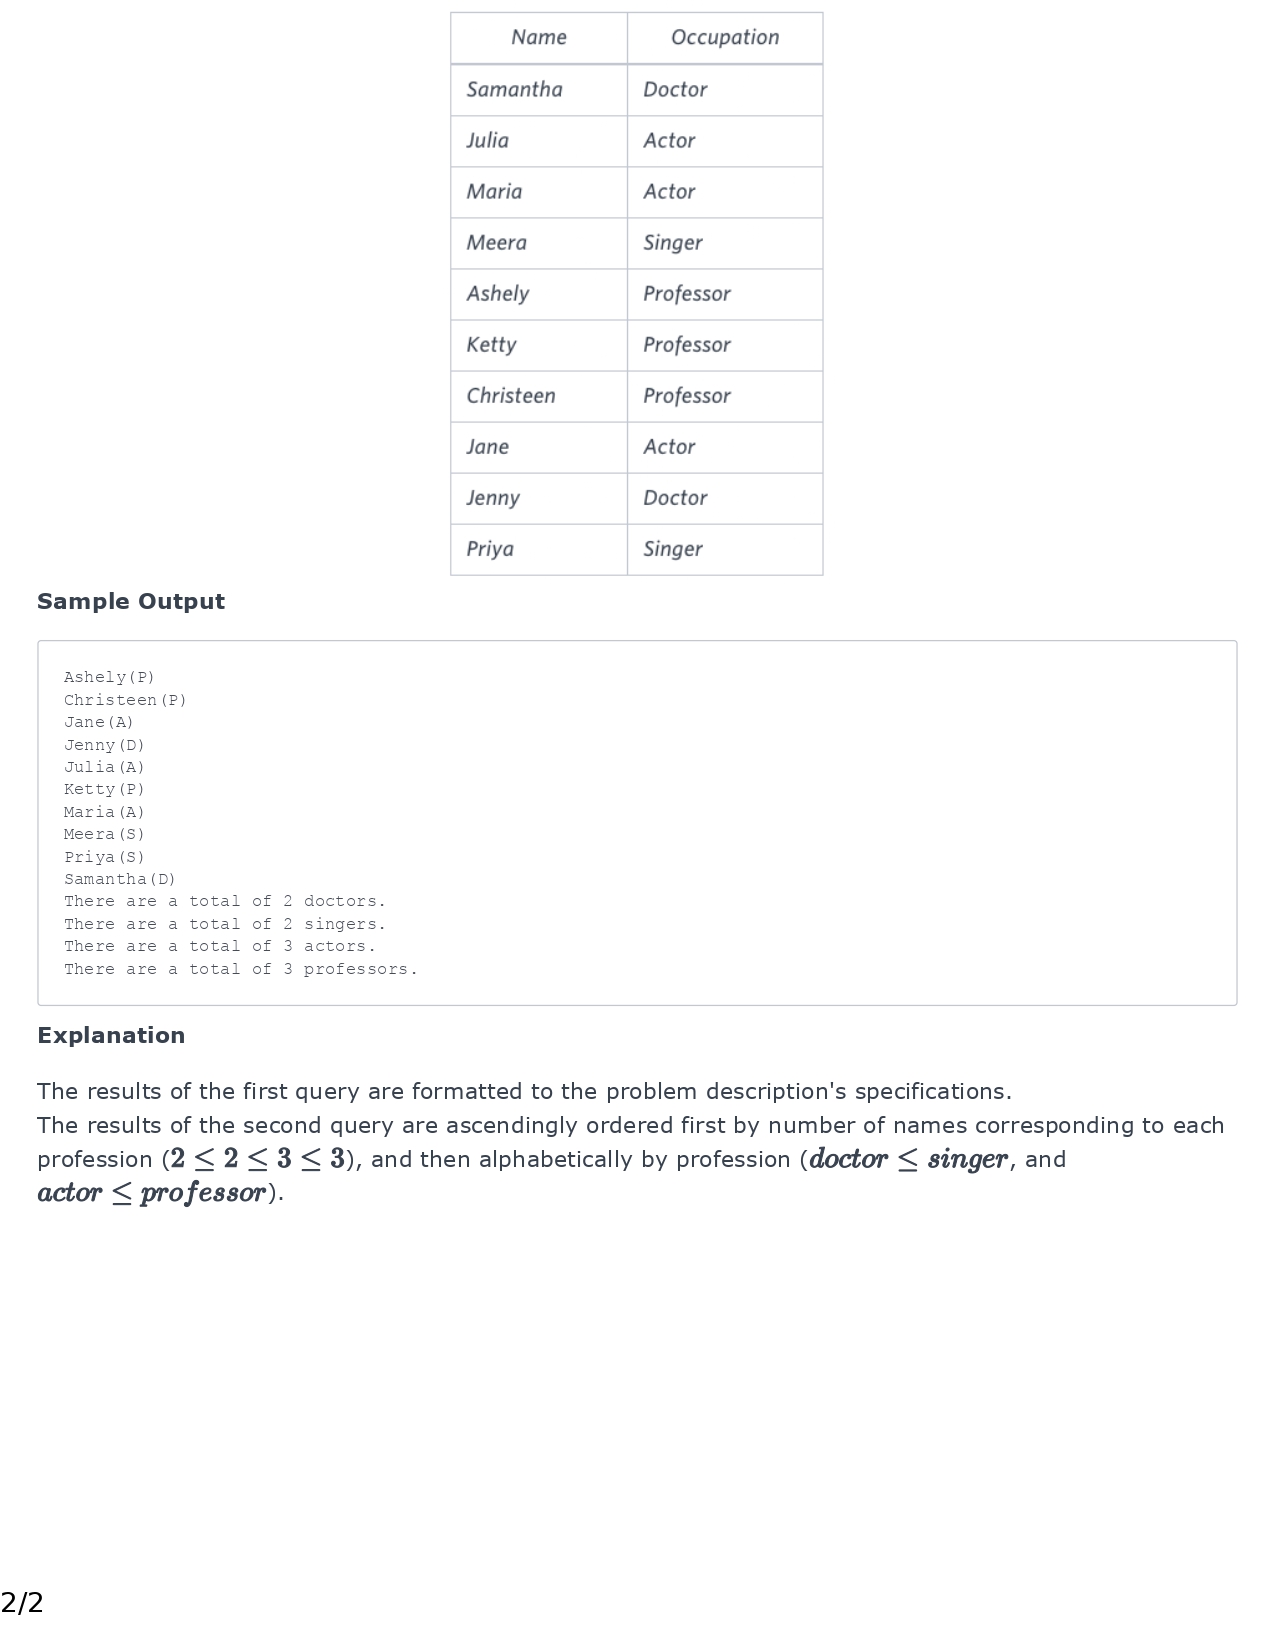 Name Occupation
Samantha Doctor
Julia Actor
Maria Actor
Meera Singer
Ashely Professor
Ketty Professor
Christeen Professor
Jane Actor
Jenny Doctor
Priya Singer
Sample Output
Ashely(P)
Christeen(P)
Jane(A)
Jenny(D)
Julia(A)
Ketty(P)
Maria(A)
Meera(S)
Priya(S)
Samantha(D)
There are a total of 2 doctors.
There are a total of 2 singers.
There are a total of 3 actors.
There are a total of 3 professors.
Explanation
The results of the first query are formatted to the problem description's specifications.
The results of the second query are ascendingly ordered first by number of names corresponding to each
profession (2 ≤ 2 ≤ 3 ≤ 3), and then alphabetically by profession (doctor ≤ singer, and
actor ≤ professor).
2/2